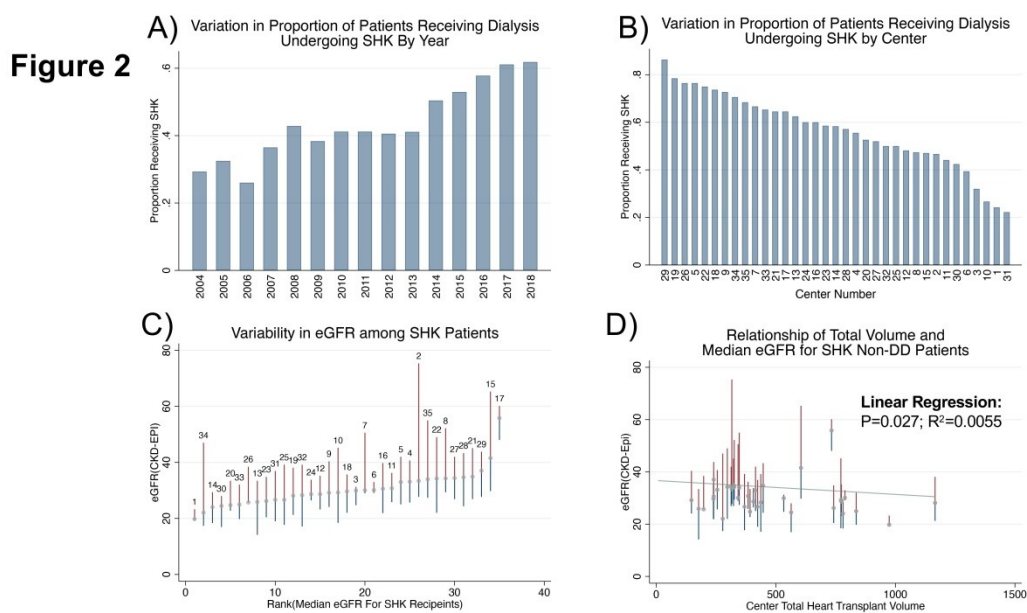 Figure 2
A)
Variation in Proportion of Patients Receiving Dialysis
Undergoing SHK By Year
Proportion Receiving SHK
.6
.4
.2
0
2004 2005 2006 2007 2008 2009 2010 2011 2012 2013 2014 2015 2016 2017 2018
B)
Variation in Proportion of Patients Receiving Dialysis
Undergoing SHK by Center
Proportion Receiving SHK
.8
.6
.4
.2
0
29 19 26 5 22 18 9 34 35 7 33 21 17 13 24 16 23 14 28 4 20 27 32 25 12 8 15 2 11 30 6 3 10 1 31
Center Number
C)
Variability in eGFR among SHK Patients
eGFR(CKD-EPI)
80
60
40
20
0
1 34 14 30 20 33 26 13 23 31 25 19 32 24 12 9 10 18 3 7 6 16 11 5 4 2 35 22 8 30 28 21 29 15 17
0 10 20 30 40
Rank(Median eGFR For SHK Recipeints)
D)
Relationship of Total Volume and
Median eGFR for SHK Non-DD Patients
eGFR(CKD-Epi)
80
60
40
20
0
Linear Regression:
P=0.027; R²=0.0055
0 500 1000 1500
Center Total Heart Transplant Volume